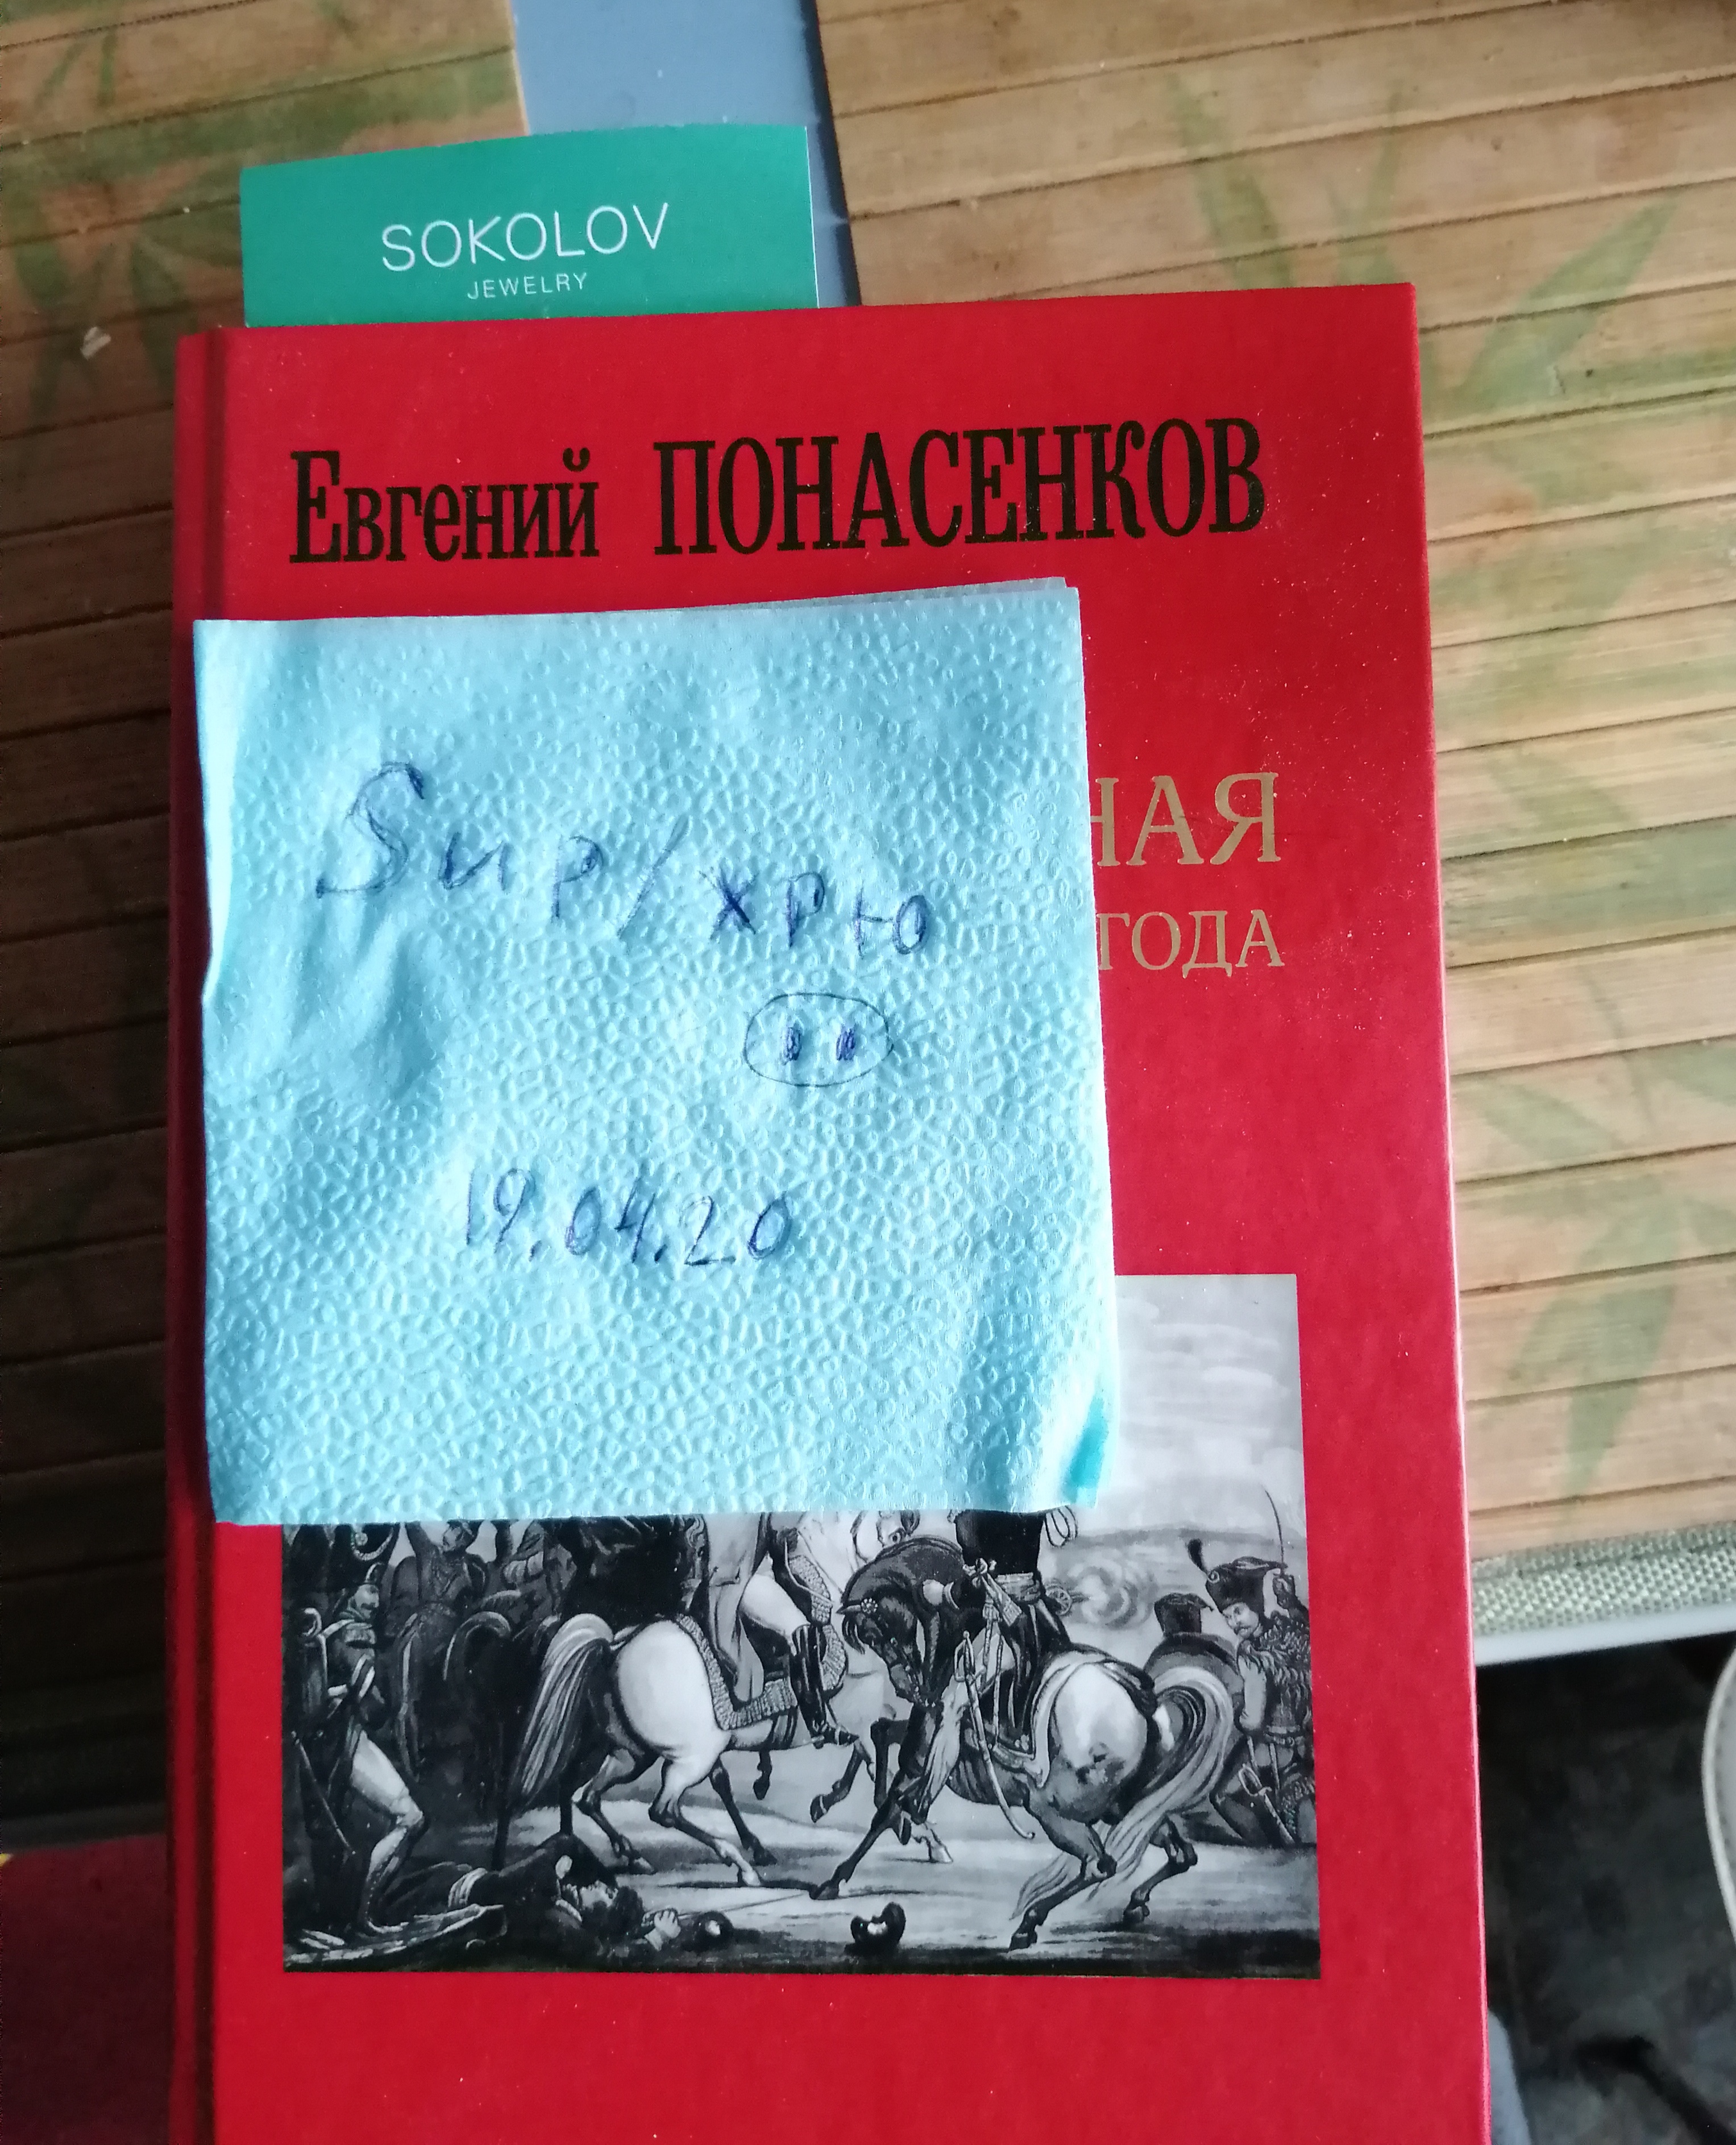 SOKOLOV
JEWELRY
Евгений ПОНАСЕНКОВ
НАЯ
ГОДА
Sup/хрю
19.04.20